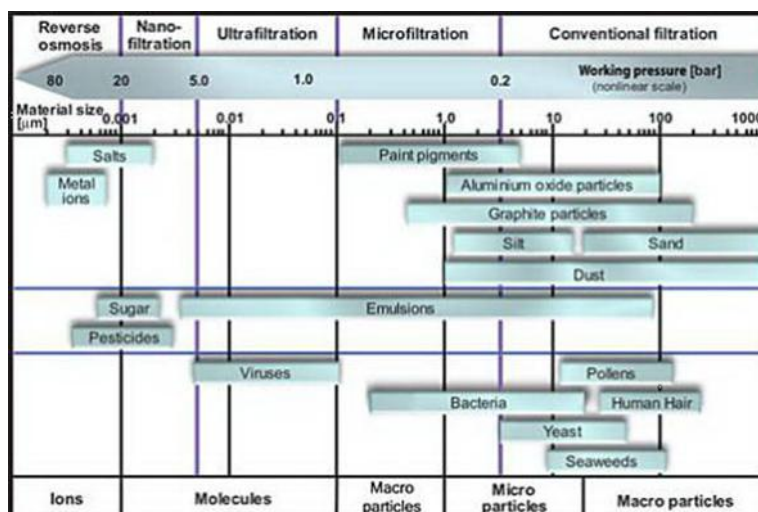 Reverse osmosis
Nano-filtration
Ultrafiltration
Microfiltration
Conventional filtration
80 20 5.0 1.0 0.2 Working pressure [bar]
(nonlinear scale)
Material size
[μm] 0.001 0.01 0.1 1,0 10 100 1000
Salts
Paint pigments
Metal
ions
Aluminium oxide particles
Graphite particles
Silt
Sand
Dust
Sugar
Emulsions
Pesticides
Viruses
Pollens
Bacteria
Human Hair
Yeast
Seaweeds
Ions
Molecules
Macro
particles
Micro
particles
Macro particles